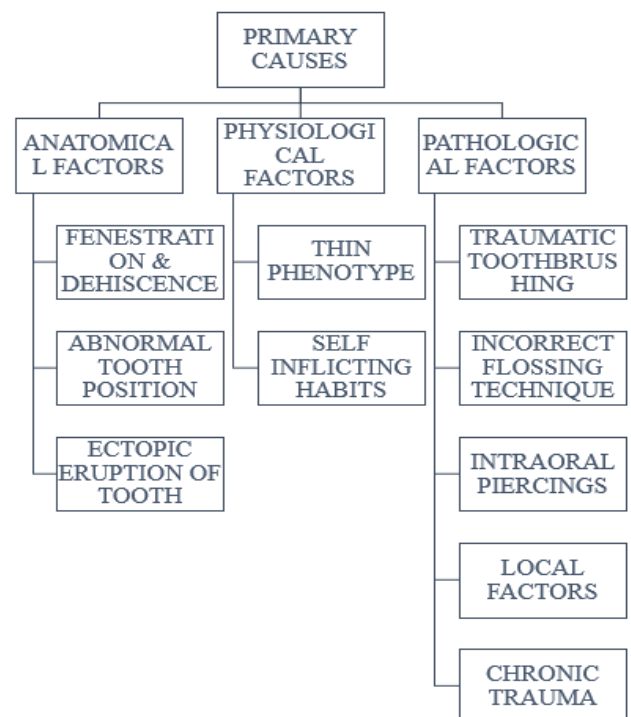 PRIMARY
CAUSES
ANATOMICA
L FACTORS
FENESTRATI
ON &
DEHISCENCE
ABNORMAL
TOOTH
POSITION
ECTOPIC
ERUPTION OF
TOOTH
PHYSIOLOGI
CAL
FACTORS
THIN
PHENOTYPE
SELF
INFLICTING
HABITS
PATHOLOGIC
AL FACTORS
TRAUMATIC
TOOTHBRUS
HING
INCORRECT
FLOSSING
TECHNIQUE
INTRAORAL
PIERCINGS
LOCAL
FACTORS
CHRONIC
TRAUMA